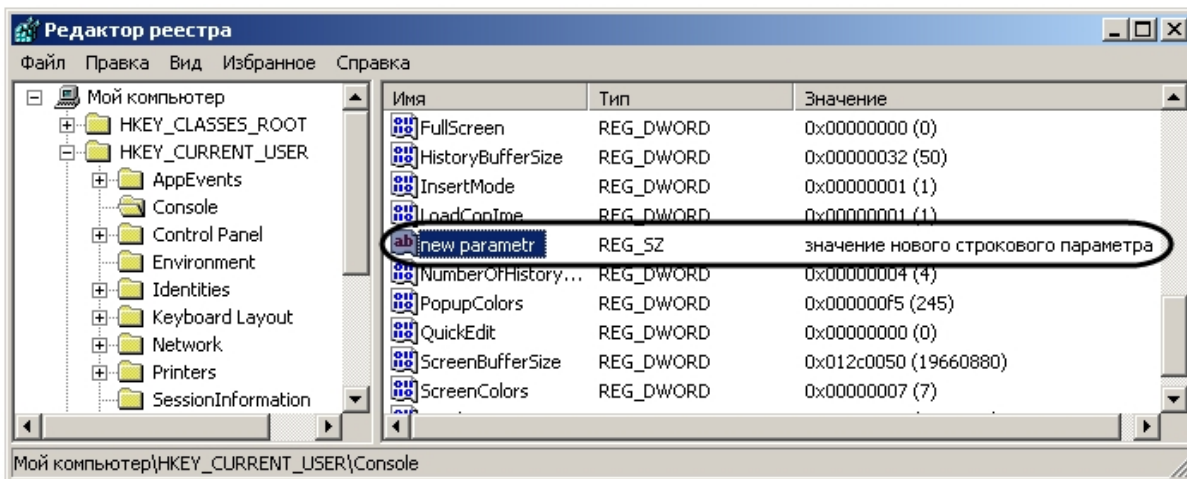 Редактор реестра
Файл Правка Вид Избранное Справка
Мой компьютер
HKEY_CLASSES_ROOT
HKEY_CURRENT_USER
AppEvents
Console
Control Panel
Environment
Identities
Keyboard Layout
Network
Printers
SessionInformation
Имя Тип Значение
FullScreen REG_DWORD 0x00000000 (0)
HistoryBufferSize REG_DWORD 0x00000032 (50)
InsertMode REG_DWORD 0x00000001 (1)
LoadConIme REG_DWORD 0x00000001 (1)
new parametr REG_SZ значение нового строкового параметра
NumberOfHistory... REG_DWORD 0x00000004 (4)
PopupColors REG_DWORD 0x000000f5 (245)
QuickEdit REG_DWORD 0x00000000 (0)
ScreenBufferSize REG_DWORD 0x012c0050 (19660880)
ScreenColors REG_DWORD 0x00000007 (7)
Мой компьютер\HKEY_CURRENT_USER\Console